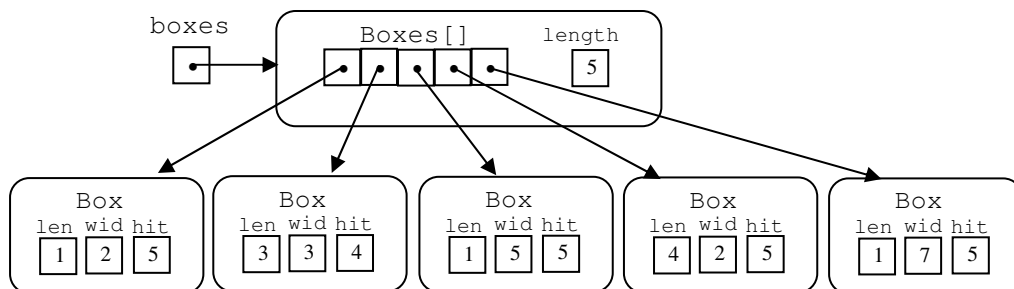 boxes
Boxes[]
length
5
Box
len wid hit
1 2 5
Box
len wid hit
3 3 4
Box
len wid hit
1 5 5
Box
len wid hit
4 2 5
Box
len wid hit
1 7 5